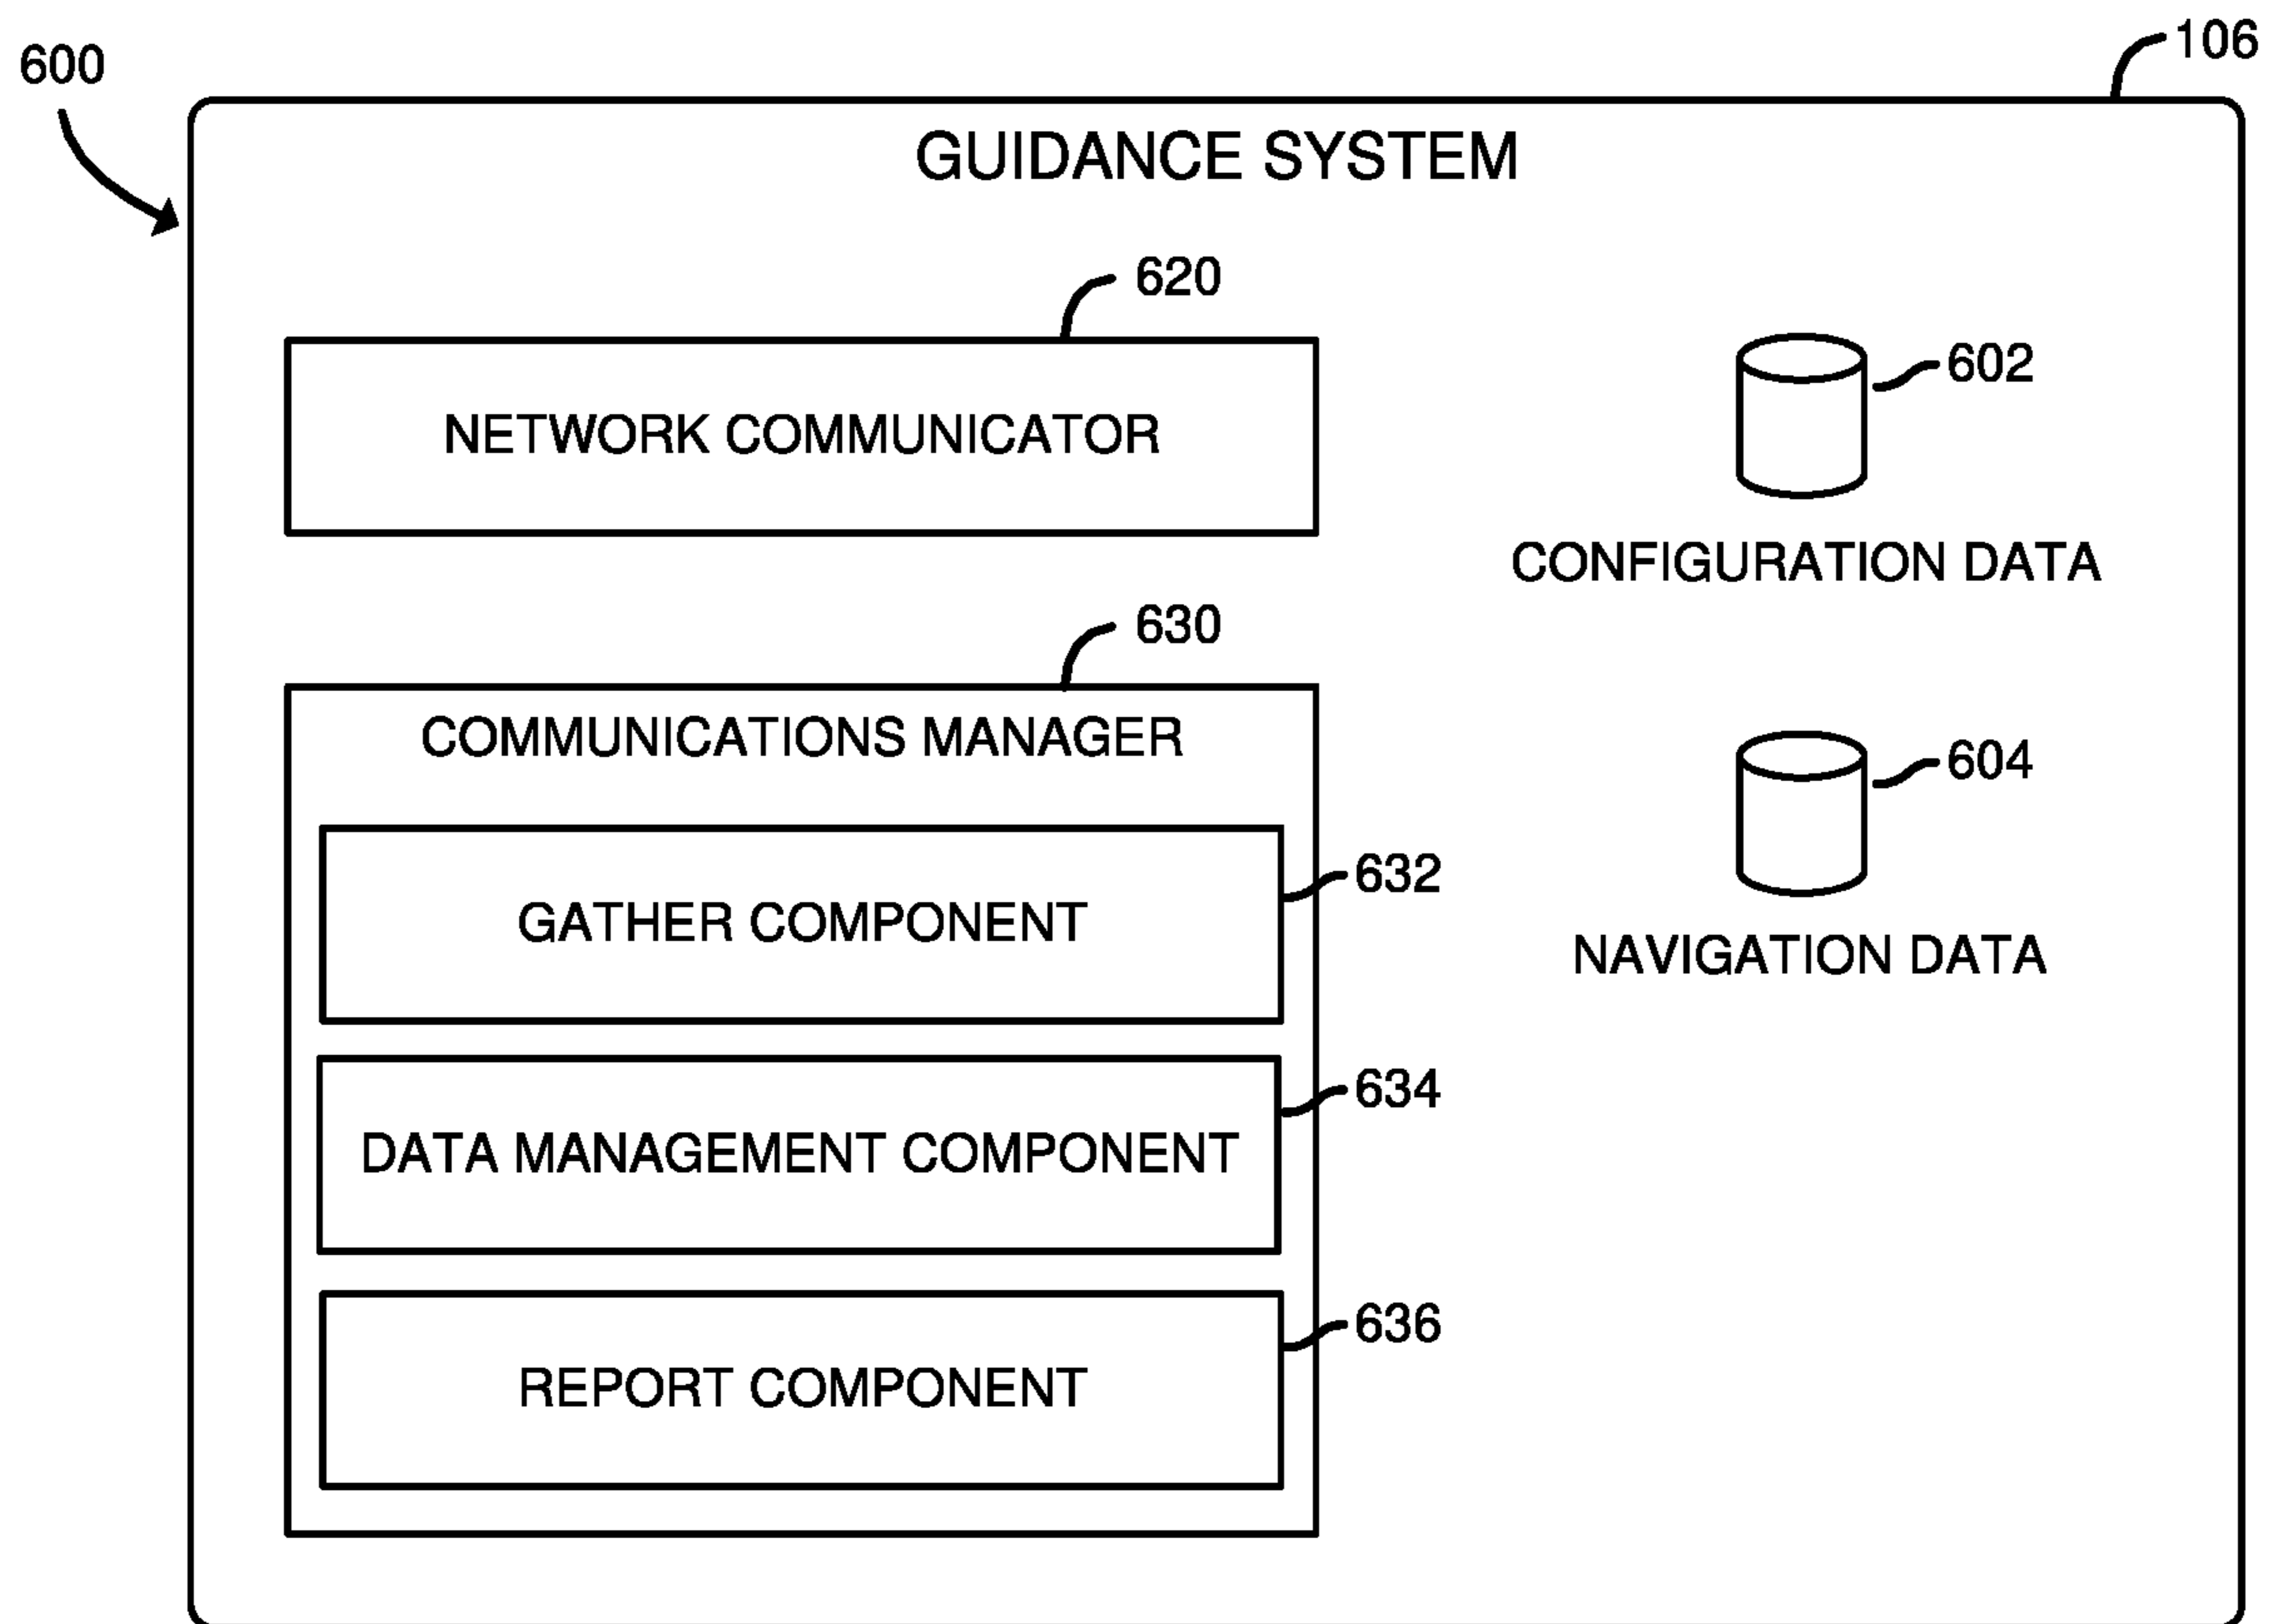 600
106
GUIDANCE SYSTEM
620
NETWORK COMMUNICATOR
602
CONFIGURATION DATA
630
COMMUNICATIONS MANAGER
604
NAVIGATION DATA
632
GATHER COMPONENT
634
DATA MANAGEMENT COMPONENT
636
REPORT COMPONENT